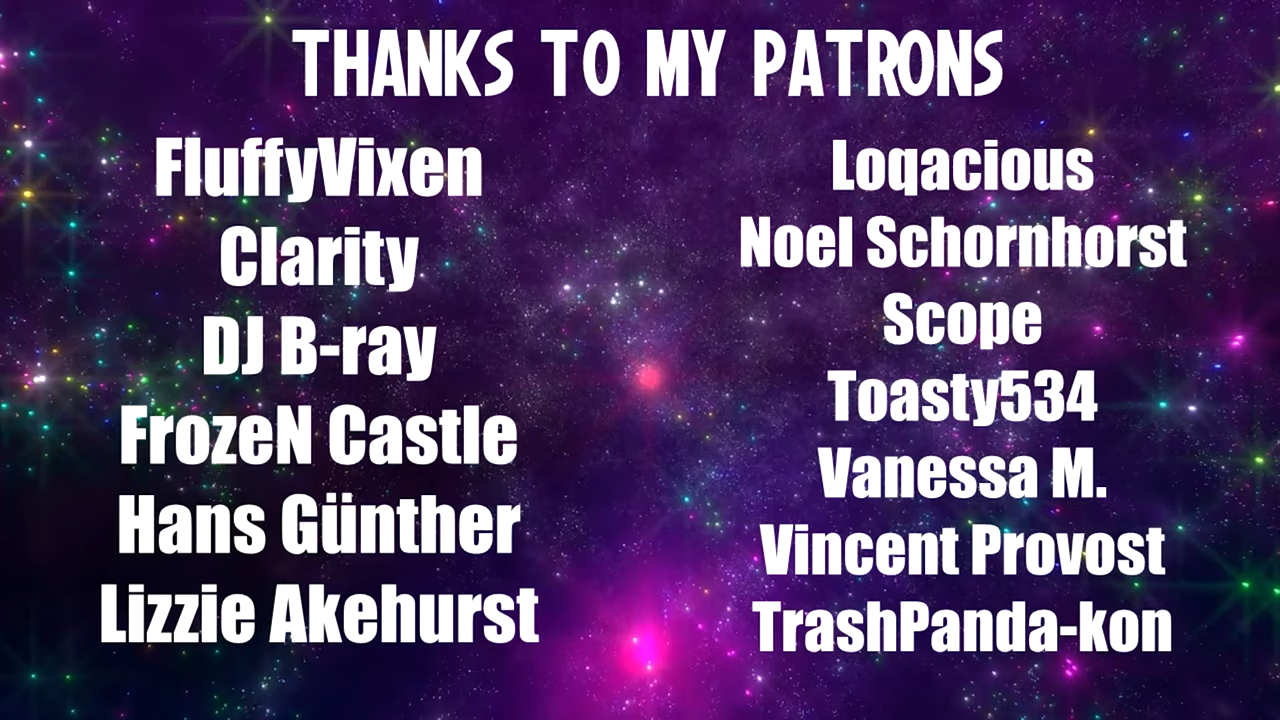 THANKS TO MY PATRONS
FluffyVixen
Clarity
DJ B-ray
FrozeN Castle
Hans Günther
Lizzie Akehurst
Loqacious
Noel Schornhorst
Scope
Toasty534
Vanessa M.
Vincent Provost
TrashPanda-kon